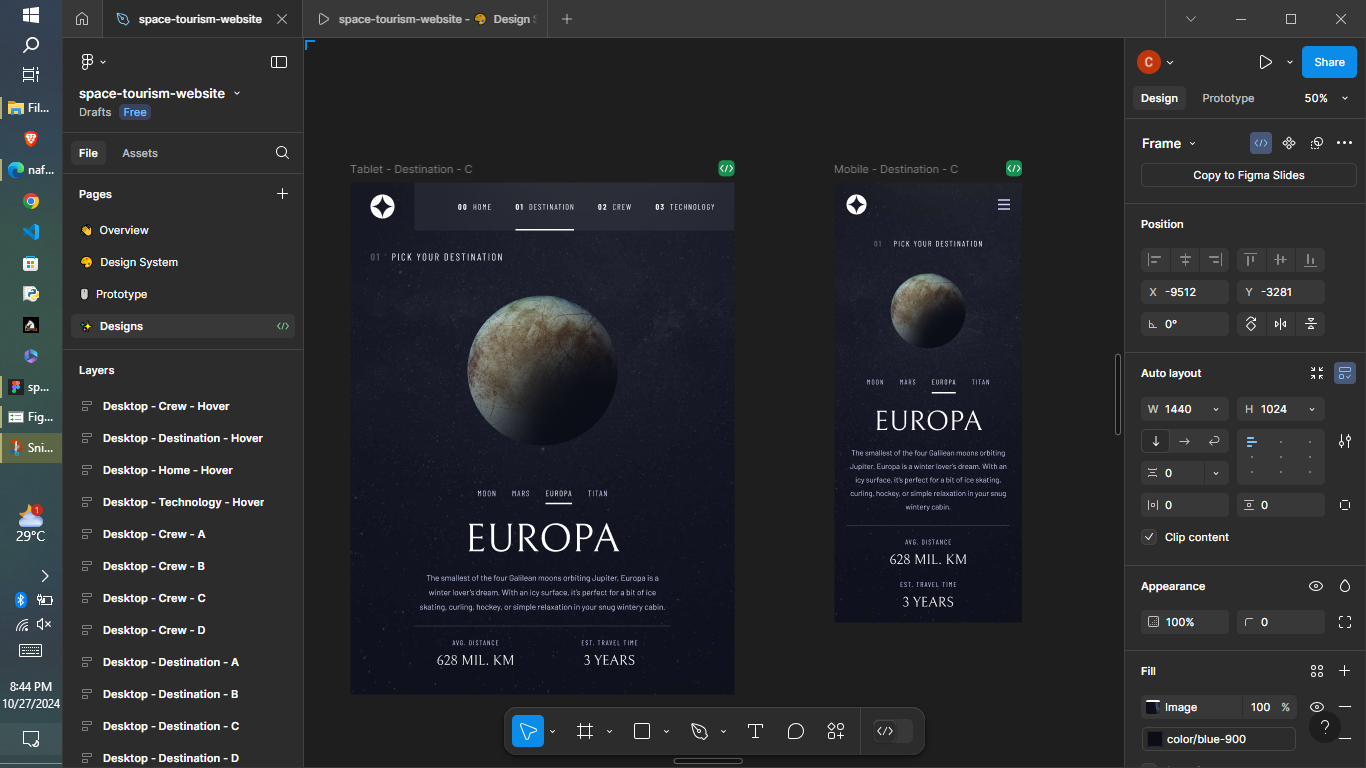 space-tourism-website
space-tourism-website - Design S
Fil...
naf...
sp...
Fig...
Sni...
1
29°C
8:44 PM
10/27/2024
space-tourism-website
Drafts Free
File Assets
Pages
Overview
Design System
Prototype
Designs
Layers
Desktop - Crew - Hover
Desktop - Destination - Hover
Desktop - Home - Hover
Desktop - Technology - Hover
Desktop - Crew - A
Desktop - Crew - B
Desktop - Crew - C
Desktop - Crew - D
Desktop - Destination - A
Desktop - Destination - B
Desktop - Destination - C
Desktop - Destination - D
Tablet - Destination - C
00 HOME 01 DESTINATION 02 CREW 03 TECHNOLOGY
01 PICK YOUR DESTINATION
MOON MARS EUROPA TITAN
EUROPA
The smallest of the four Galilean moons orbiting Jupiter, Europa is a
winter lover's dream. With an icy surface, it's perfect for a bit of ice
skating, curling, hockey, or simple relaxation in your snug wintery cabin.
AVG. DISTANCE EST. TRAVEL TIME
628 MIL. KM 3 YEARS
Mobile - Destination - C
01 PICK YOUR DESTINATION
MOON MARS EUROPA TITAN
EUROPA
The smallest of the four Galilean moons orbiting
Jupiter, Europa is a winter lover's dream. With an
icy surface, it's perfect for a bit of ice skating,
curling, hockey, or simple relaxation in your snug
wintery cabin.
AVG. DISTANCE
628 MIL. KM
EST. TRAVEL TIME
3 YEARS
C
Share
Design Prototype 50%
Frame
Copy to Figma Slides
Position
X -9512 Y -3281
0°
Auto layout
W 1440 H 1024
0
0 0
Clip content
Appearance
100% 0
Fill
Image 100 %
color/blue-900
?